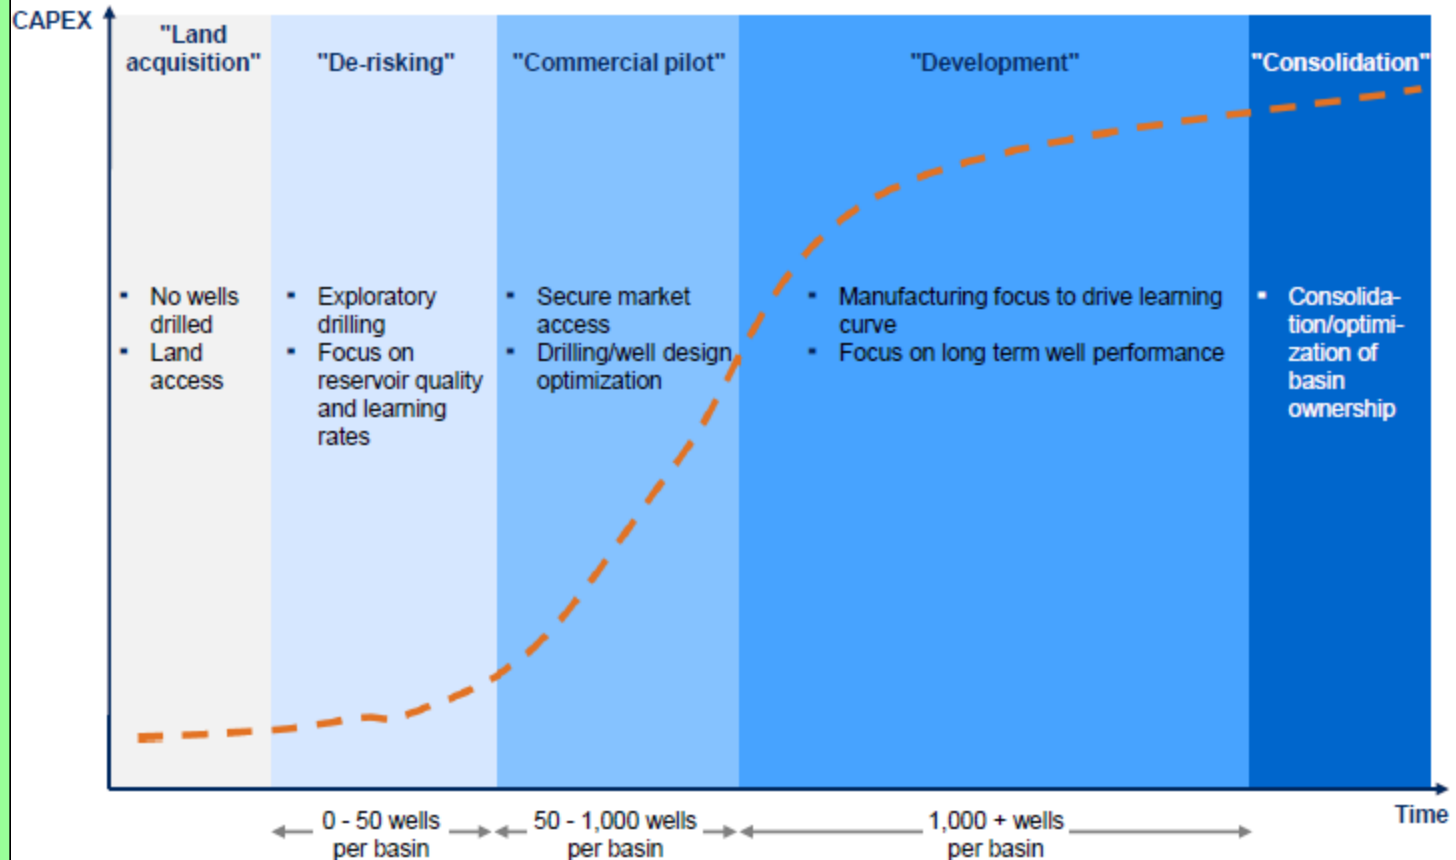 CAPEX
"Land
acquisition"
"De-risking"
"Commercial pilot"
"Development"
"Consolidation"
▪ No wells
drilled
▪ Land
access
▪ Exploratory
drilling
▪ Focus on
reservoir quality
and learning
rates
▪ Secure market
access
▪ Drilling/well design
optimization
▪ Manufacturing focus to drive learning
curve
▪ Focus on long term well performance
▪ Consolida-
tion/optimi-
zation of
basin
ownership
Time
0 - 50 wells
per basin
50 - 1,000 wells
per basin
1,000 + wells
per basin